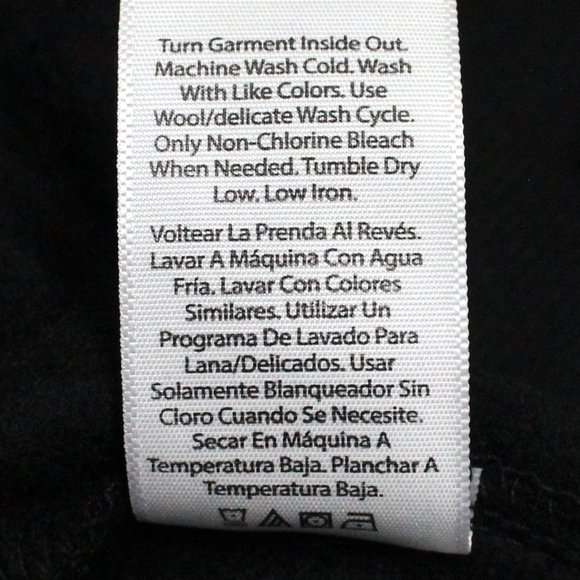 Turn Garment Inside Out.
Machine Wash Cold. Wash
With Like Colors. Use
Wool/delicate Wash Cycle.
Only Non-Chlorine Bleach
When Needed. Tumble Dry
Low. Low Iron.
Voltear La Prenda Al Revés.
Lavar A Máquina Con Agua
Fría. Lavar Con Colores
Similares. Utilizar Un
Programa De Lavado Para
Lana/Delicados. Usar
Solamente Blanqueador Sin
Cloro Cuando Se Necesite.
Secar En Máquina A
Temperatura Baja. Planchar A
Temperatura Baja.